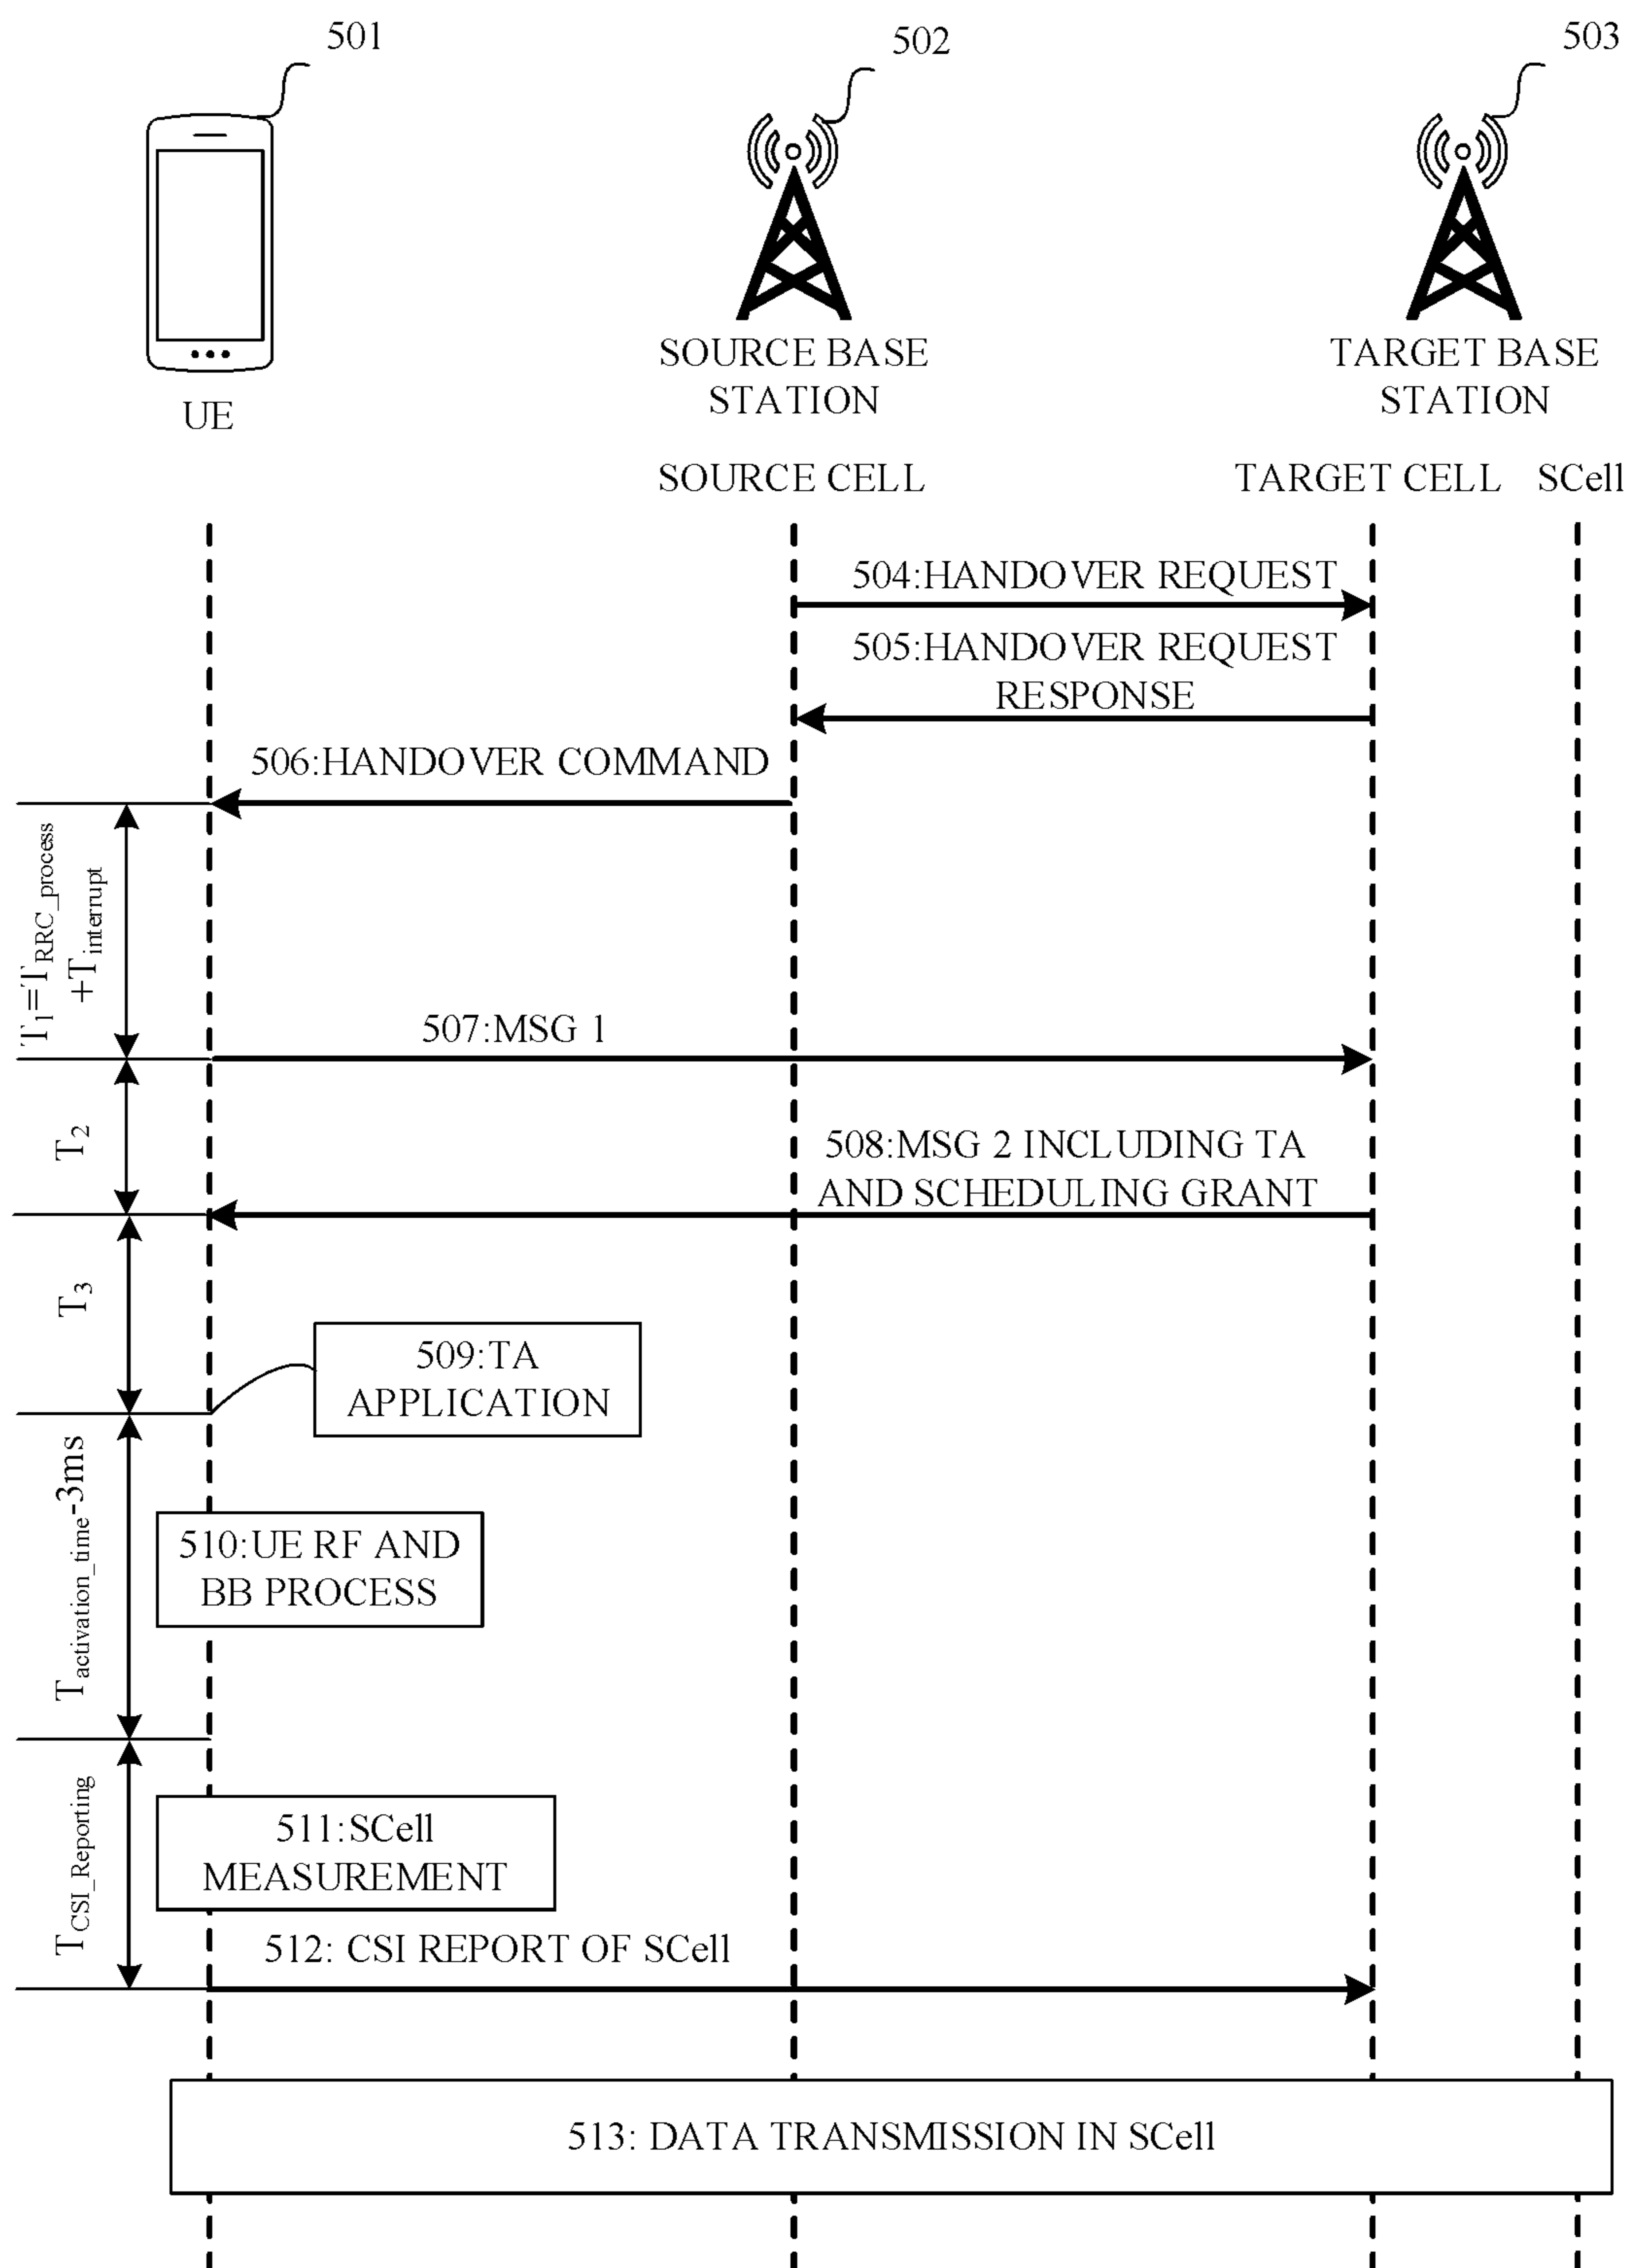 501
502
503
UE
SOURCE BASE
STATION
TARGET BASE
STATION
SOURCE CELL
TARGET CELL
SCell
504:HANDOVER REQUEST
505:HANDOVER REQUEST
RESPONSE
506:HANDOVER COMMAND
T1=TRRC_process
+Tinterrupt
507:MSG 1
T2
508:MSG 2 INCLUDING TA
AND SCHEDULING GRANT
T3
509:TA
APPLICATION
Tactivation_time-3ms
510:UE RF AND
BB PROCESS
TCSI_Reporting
511:SCell
MEASUREMENT
512: CSI REPORT OF SCell
513: DATA TRANSMISSION IN SCell